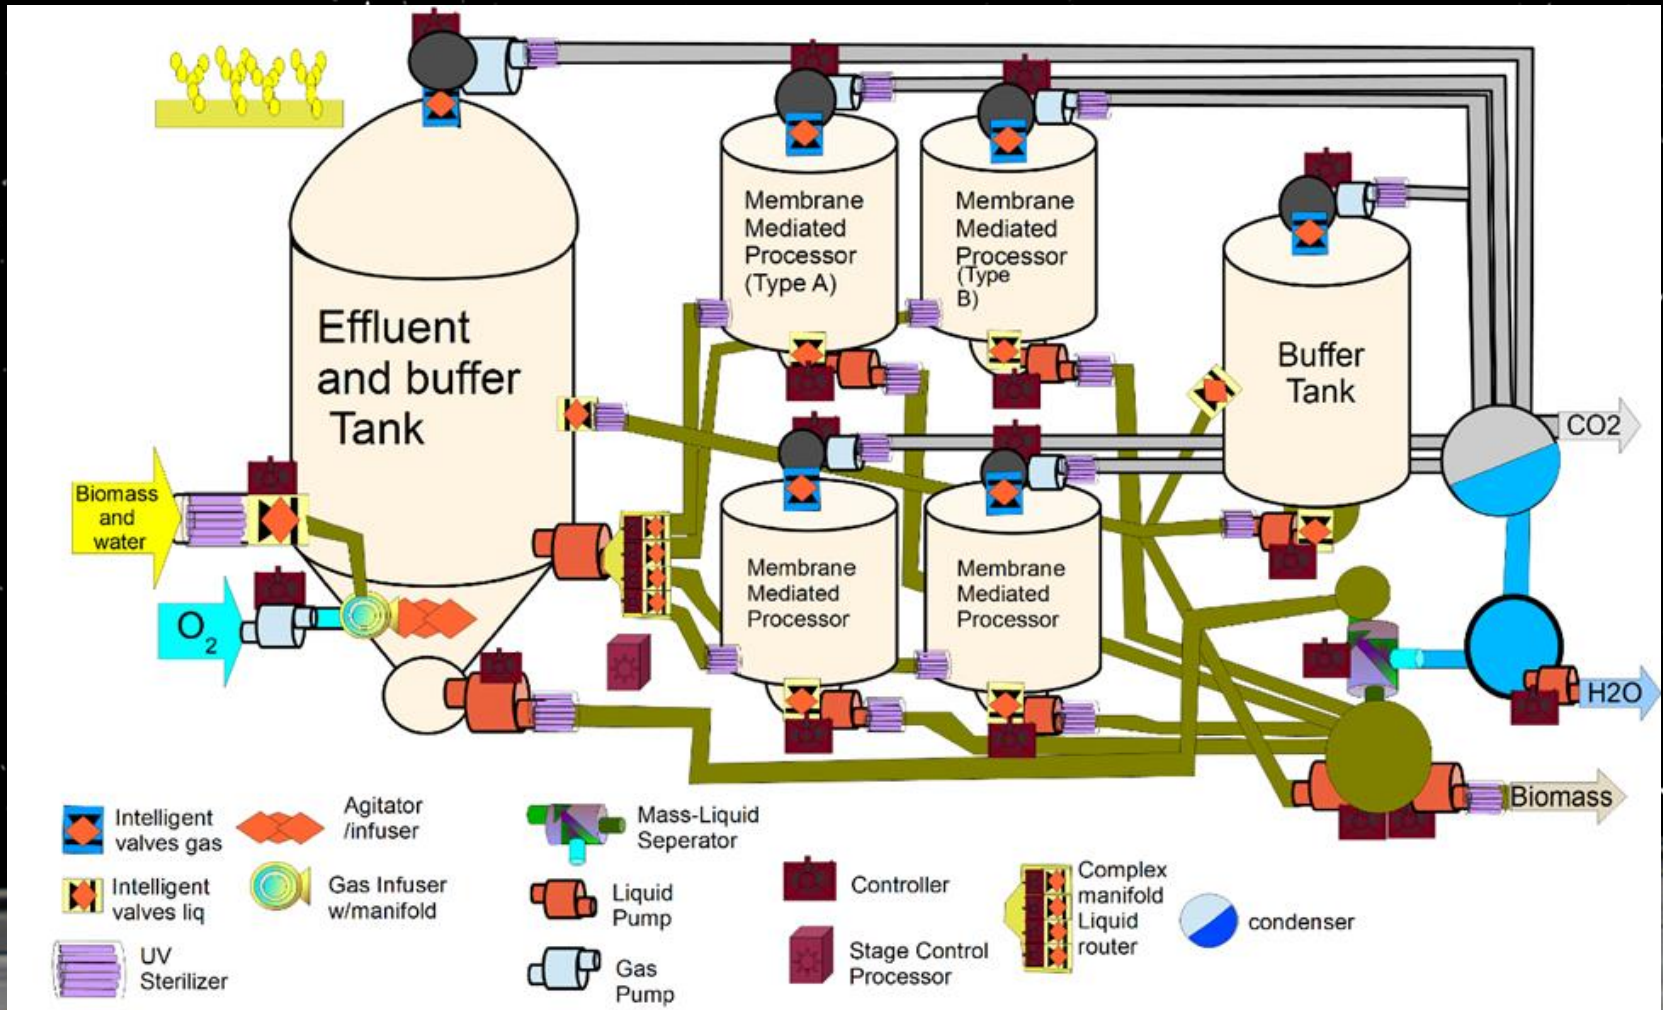 Membrane
Mediated
Processor
(Type A)
Membrane
Mediated
Processor
(Type
B)
Effluent
and buffer
Tank
Buffer
Tank
CO2
Biomass
and
water
O2
Membrane
Mediated
Processor
Membrane
Mediated
Processor
H2O
Biomass
Intelligent
valves gas
Agitator
/infuser
Mass-Liquid
Seperator
Intelligent
valves liq
Gas Infuser
w/manifold
Liquid
Pump
Controller
Complex
manifold
Liquid
router
condenser
UV
Sterilizer
Gas
Pump
Stage Control
Processor